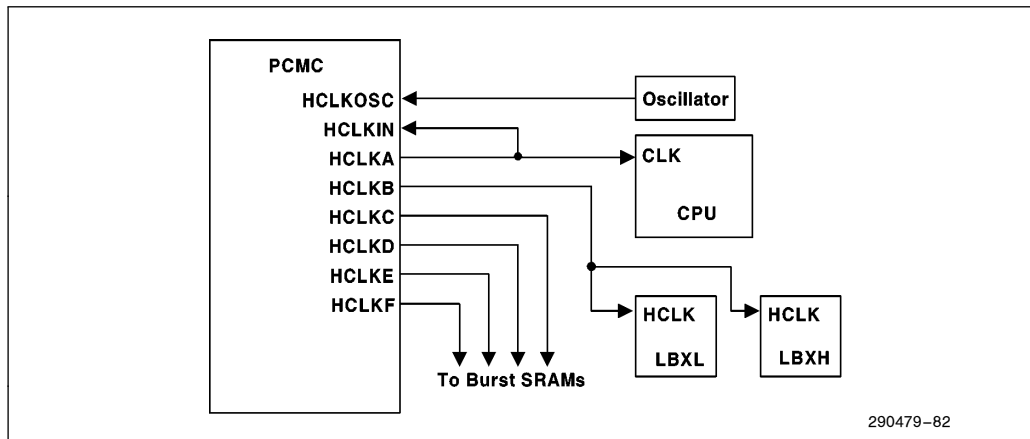 PCMC
HCLKOSC
HCLKIN
HCLKA
HCLKB
HCLKC
HCLKD
HCLKE
HCLKF
Oscillator
CLK
CPU
HCLK
LBXL
HCLK
LBXH
To Burst SRAMs
290479–82